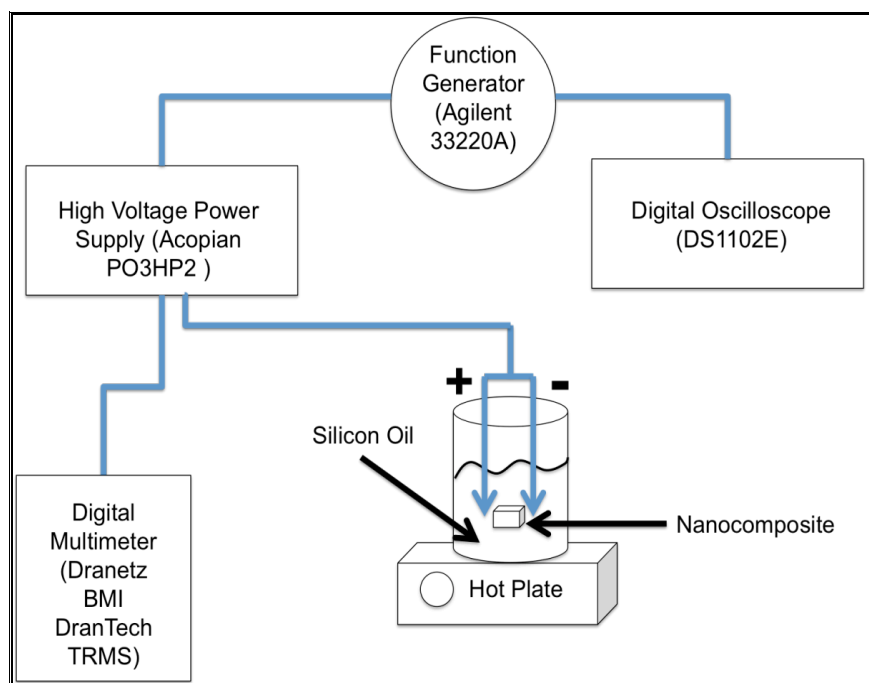 Function
Generator
(Agilent
33220A)
High Voltage Power
Supply (Acopian
PO3HP2 )
Digital Oscilloscope
(DS1102E)
+
-
Silicon Oil
Nanocomposite
Hot Plate
Digital
Multimeter
(Dranetz
BMI
DranTech
TRMS)